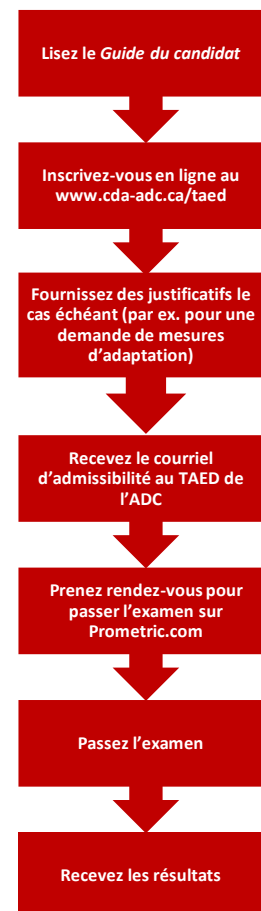 Lisez le Guide du candidat
Inscrivez-vous en ligne au
www.cda-adc.ca/taed
Fournissez des justificatifs le
cas échéant (par ex. pour une
demande de mesures
d’adaptation)
Recevez le courriel
d’admissibilité au TAED de
l’ADC
Prenez rendez-vous pour
passer l’examen sur
Prometric.com
Passez l’examen
Recevez les résultats